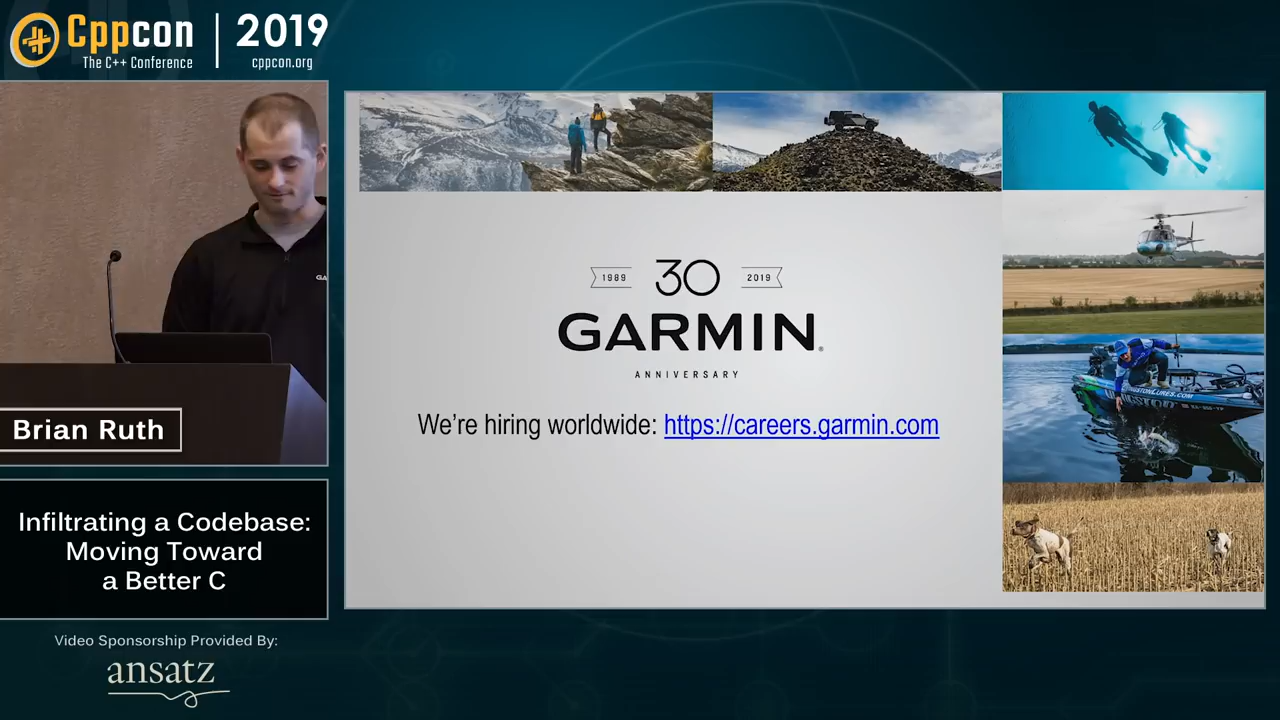 Cppcon
The C++ Conference
2019
cppcon.org
GA
Brian Ruth
Infiltrating a Codebase:
Moving Toward
a Better C
Video Sponsorship Provided By:
ansatz
1989
30
2019
GARMIN®
ANNIVERSARY
We’re hiring worldwide: https://careers.garmin.com